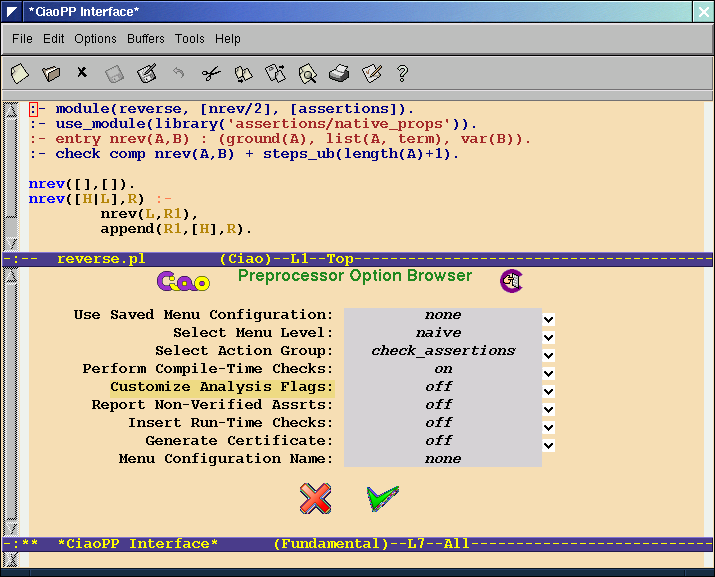 *CiaoPP Interface*
File Edit Options Buffers Tools Help
:- module(reverse, [nrev/2], [assertions]).
:- use_module(library('assertions/native_props')).
:- entry nrev(A,B) : (ground(A), list(A, term), var(B)).
:- check comp nrev(A,B) + steps_ub(length(A)+1).
nrev([],[]).
nrev([H|L],R) :-
nrev(L,R1),
append(R1,[H],R).
-:-- reverse.pl (Ciao)--L1--Top----------------------------------------
Ciao Preprocessor Option Browser
Use Saved Menu Configuration: none
Select Menu Level: naive
Select Action Group: check_assertions
Perform Compile-Time Checks: on
Customize Analysis Flags: off
Report Non-Verified Assrts: off
Insert Run-Time Checks: off
Generate Certificate: off
Menu Configuration Name: none
-:** *CiaoPP Interface* (Fundamental)--L7--All---------------------------